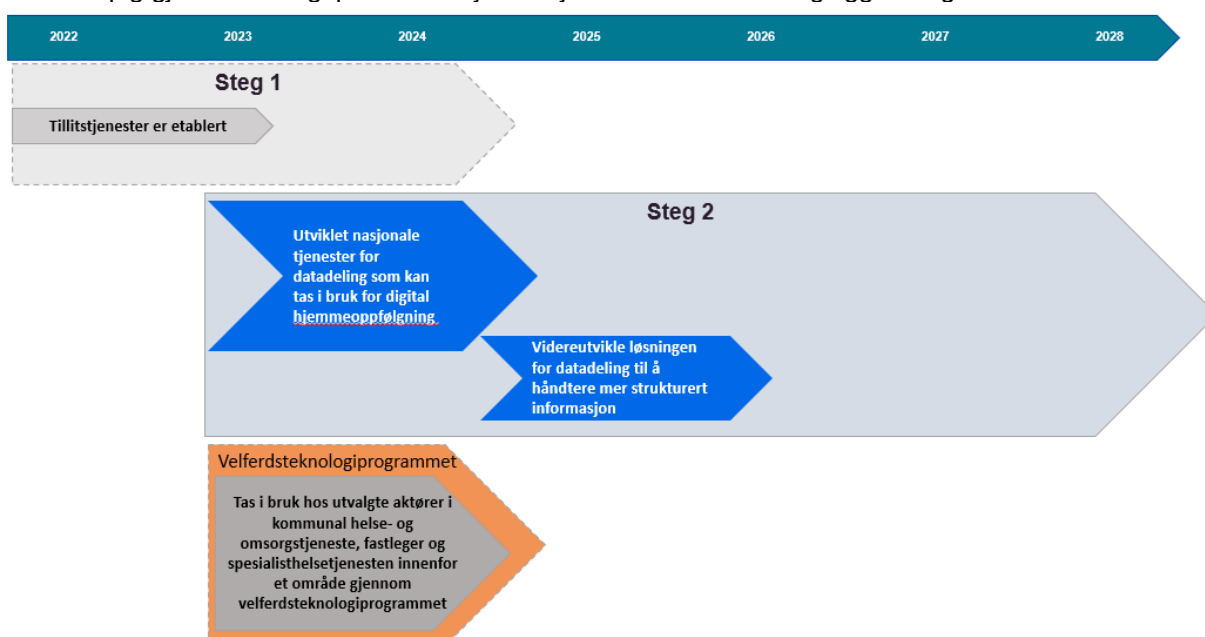 2022 2023 2024 2025 2026 2027 2028
Steg 1
Tillitstjenester er etablert
Steg 2
Utviklet nasjonale
tjenester for
datadeling som kan
tas i bruk for digital
hjemmeoppfølgning
Videreutvikle løsningen
for datadeling til å
håndtere mer strukturert
informasjon
Velferdsteknologiprogrammet
Tas i bruk hos utvalgte aktører i
kommunal helse- og
omsorgstjeneste, fastleger og
spesialisthelsetjenesten innenfor
et område gjennom
velferdsteknologiprogrammet